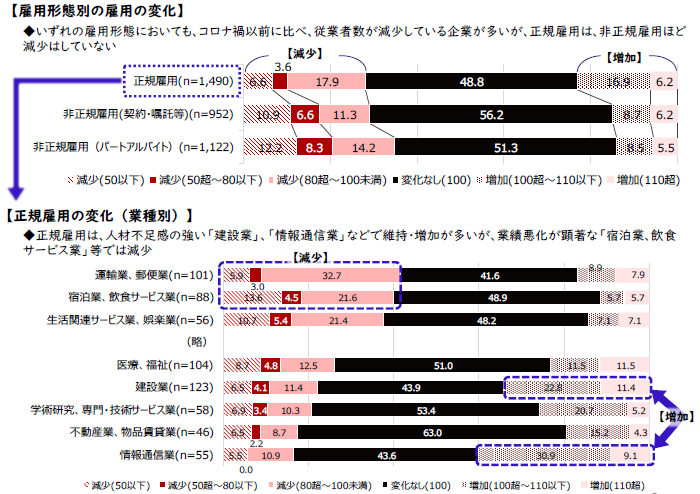 【雇用形態別の雇用の変化】
◆いずれの雇用形態においても、コロナ禍以前に比べ、従業者数が減少している企業が多いが、正規雇用は、非正規雇用ほど
減少はしていない
【減少】 【増加】
3.6
正規雇用(n=1,490) 6.6 17.9 48.8 16.9 6.2
非正規雇用(契約・嘱託等)(n=952) 10.9 6.6 11.3 56.2 8.7 6.2
非正規雇用（パートアルバイト）(n=1,122) 12.2 8.3 14.2 51.3 8.5 5.5
減少(50以下) 減少(50超～80以下) 減少(80超～100未満) 変化なし(100) 増加(100超～110以下) 増加(110超)
【正規雇用の変化（業種別）】
◆正規雇用は、人材不足感の強い「建設業」、「情報通信業」などで維持・増加が多いが、業績悪化が顕著な「宿泊業、飲食
サービス業」等では減少
【減少】
運輸業、郵便業(n=101) 5.9 3.0 32.7 41.6 8.9 7.9
宿泊業、飲食サービス業(n=88) 13.6 4.5 21.6 48.9 5.7 5.7
生活関連サービス業、娯楽業(n=56) 10.7 5.4 21.4 48.2 7.1 7.1
(略)
医療、福祉(n=104) 8.7 4.8 12.5 51.0 11.5 11.5
建設業(n=123) 6.5 4.1 11.4 43.9 22.8 11.4
学術研究、専門・技術サービス業(n=58) 6.9 3.4 10.3 53.4 20.7 5.2
【増加】
不動産業、物品賃貸業(n=46) 6.5 2.2 8.7 63.0 15.2 4.3
情報通信業(n=55) 5.5 0.0 10.9 43.6 30.9 9.1
減少(50以下) 減少(50超～80以下) 減少(80超～100未満) 変化なし(100) 増加(100超～110以下) 増加(110超)